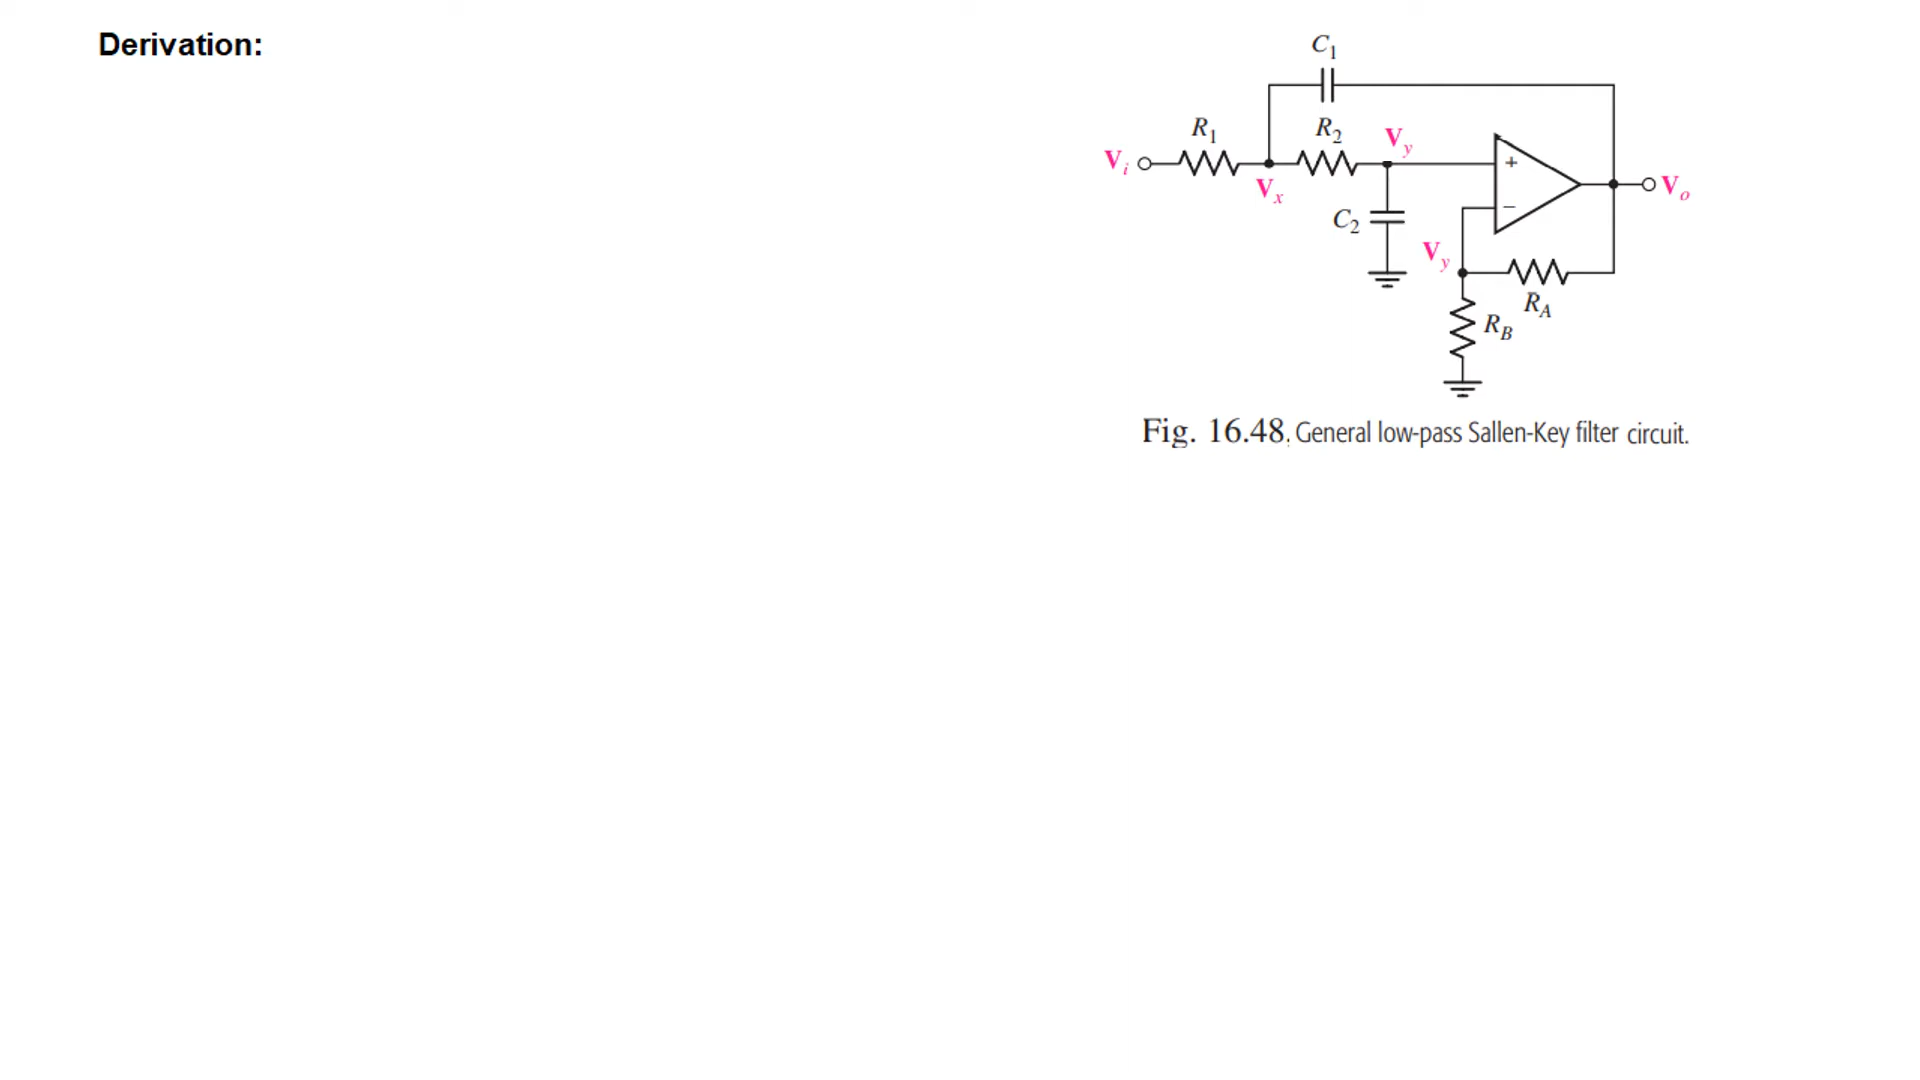 Derivation:
C1
R1
R2
Vy
Vi
+
Vx
Vo
C2
−
Vy
RA
RB
Fig. 16.48. General low-pass Sallen-Key filter circuit.